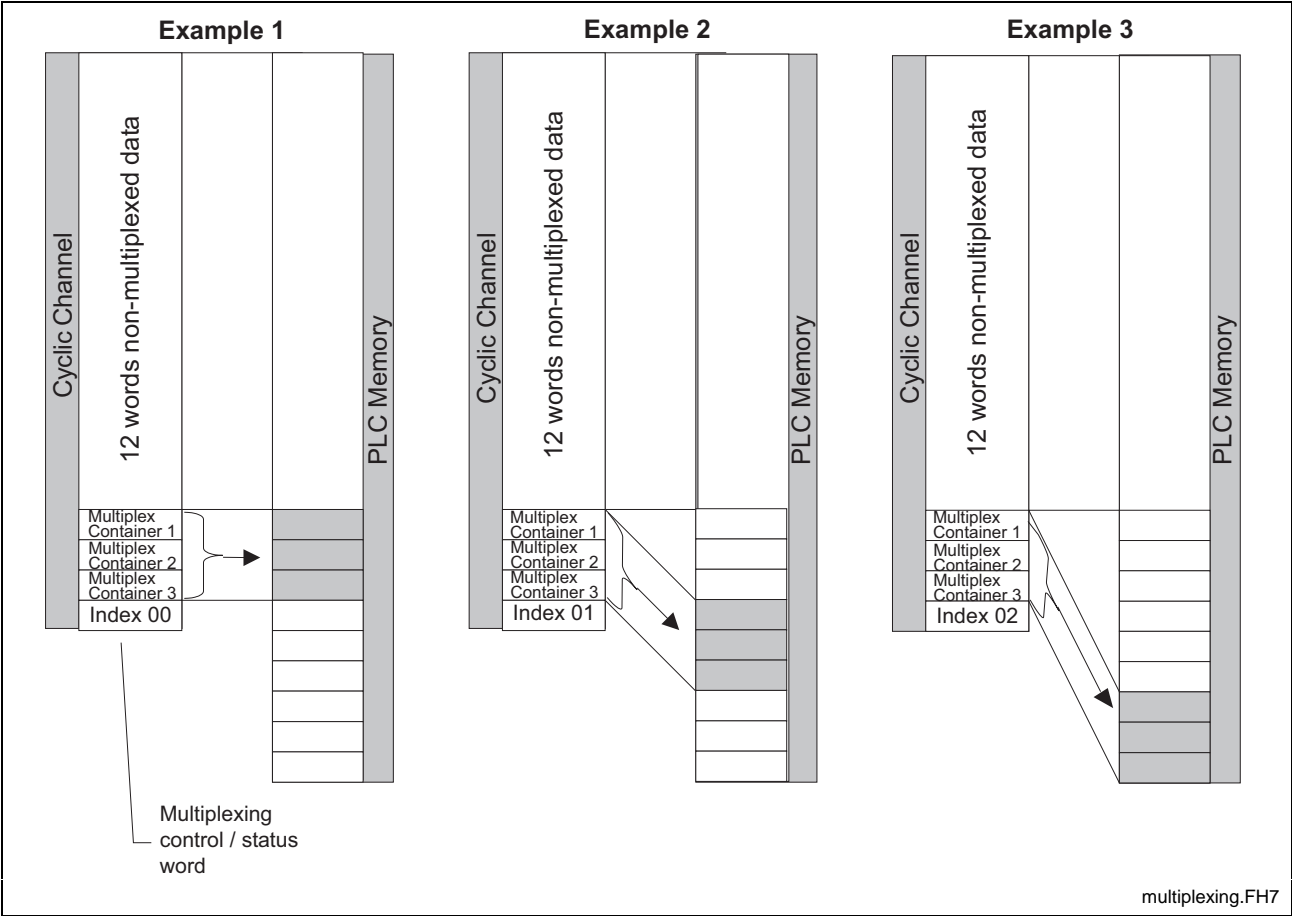 Example 1
Cyclic Channel
12 words non-multiplexed data
PLC Memory
Multiplex
Container 1
Multiplex
Container 2
Multiplex
Container 3
Index 00
Multiplexing
control / status
word
Example 2
Cyclic Channel
12 words non-multiplexed data
PLC Memory
Multiplex
Container 1
Multiplex
Container 2
Multiplex
Container 3
Index 01
Example 3
Cyclic Channel
12 words non-multiplexed data
PLC Memory
Multiplex
Container 1
Multiplex
Container 2
Multiplex
Container 3
Index 02
multiplexing.FH7